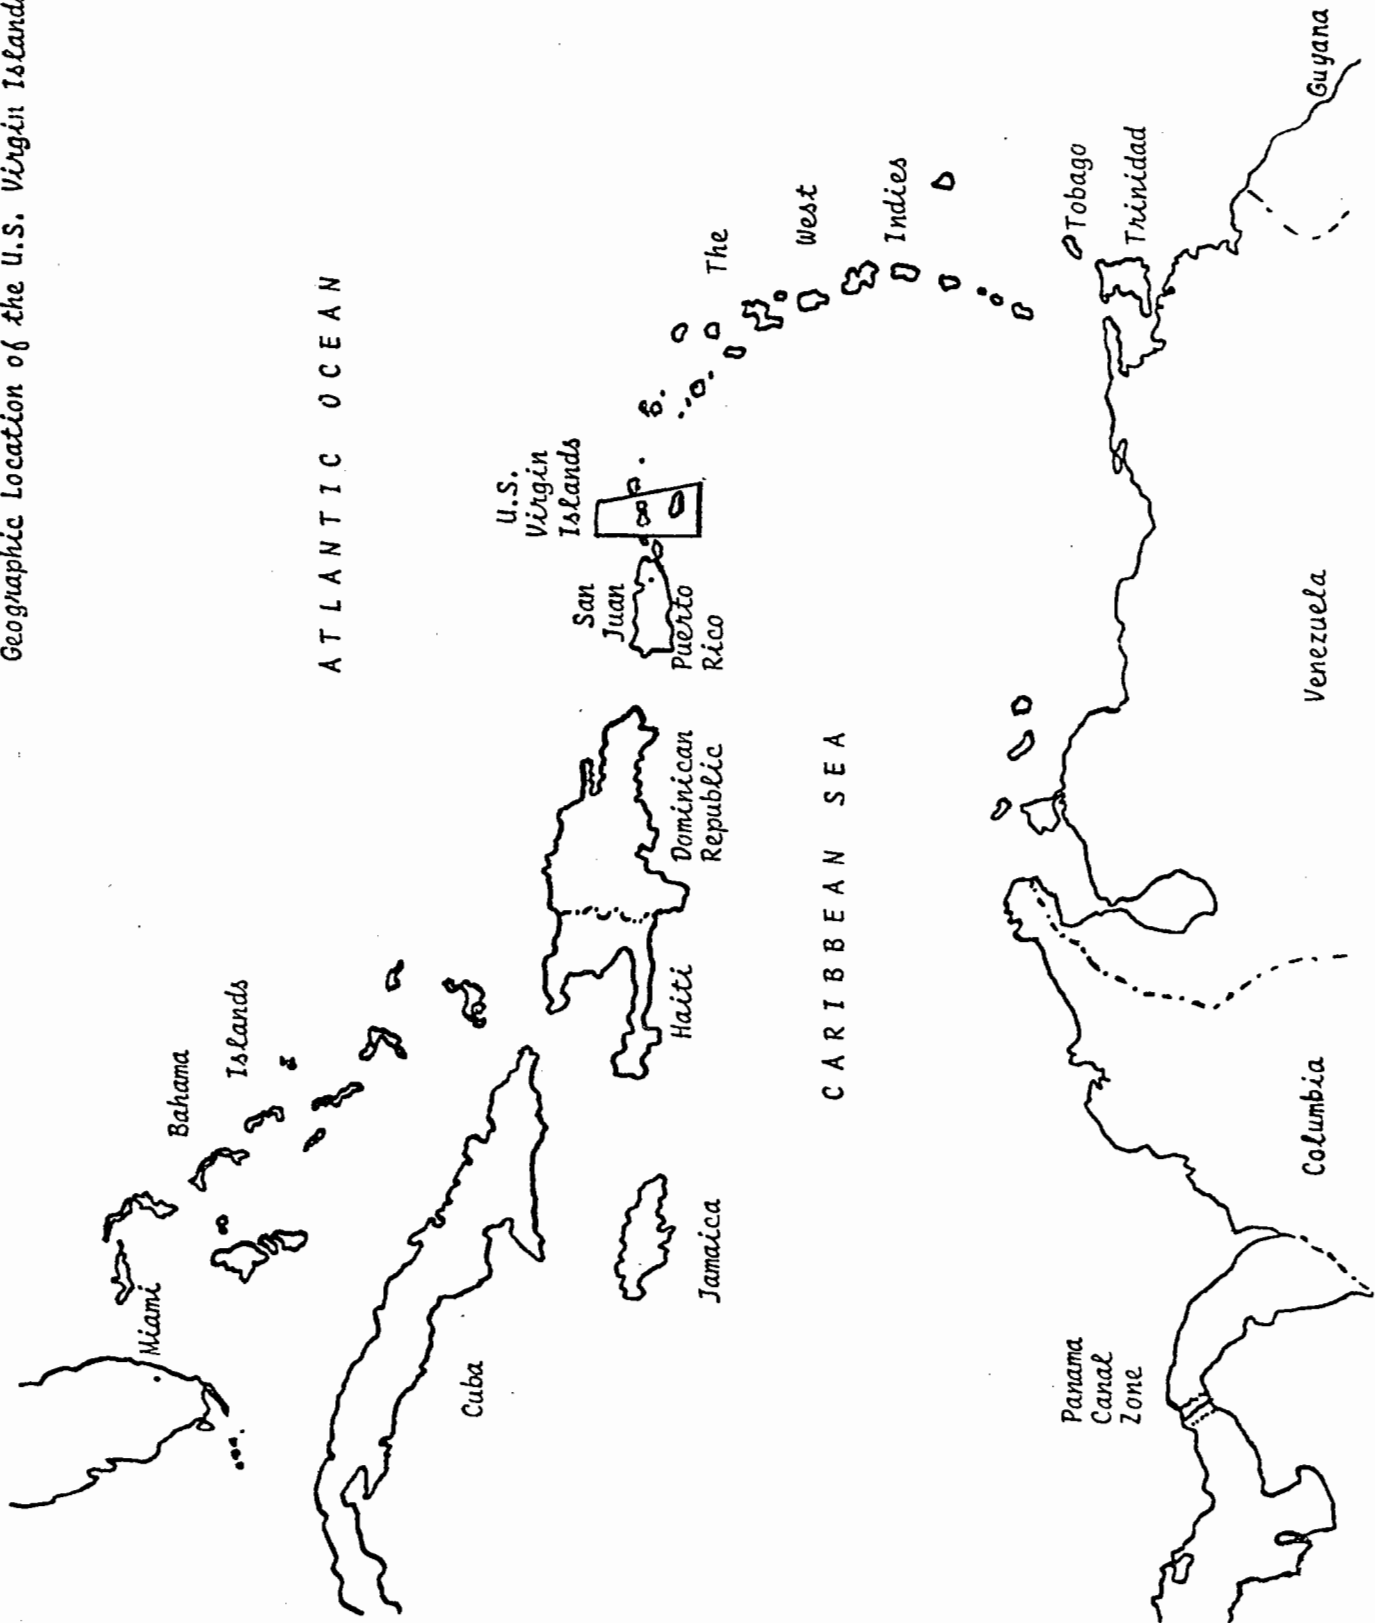 Geographic Location of the U.S. Virgin Islands
ATLANTIC OCEAN
Miami
Bahama
Islands
Cuba
Jamaica
Haiti
Dominican
Republic
San
Juan
Puerto
Rico
U.S.
Virgin
Islands
The
West
Indies
CARIBBEAN SEA
Tobago
Trinidad
Panama
Canal
Zone
Columbia
Venezuela
Guyana